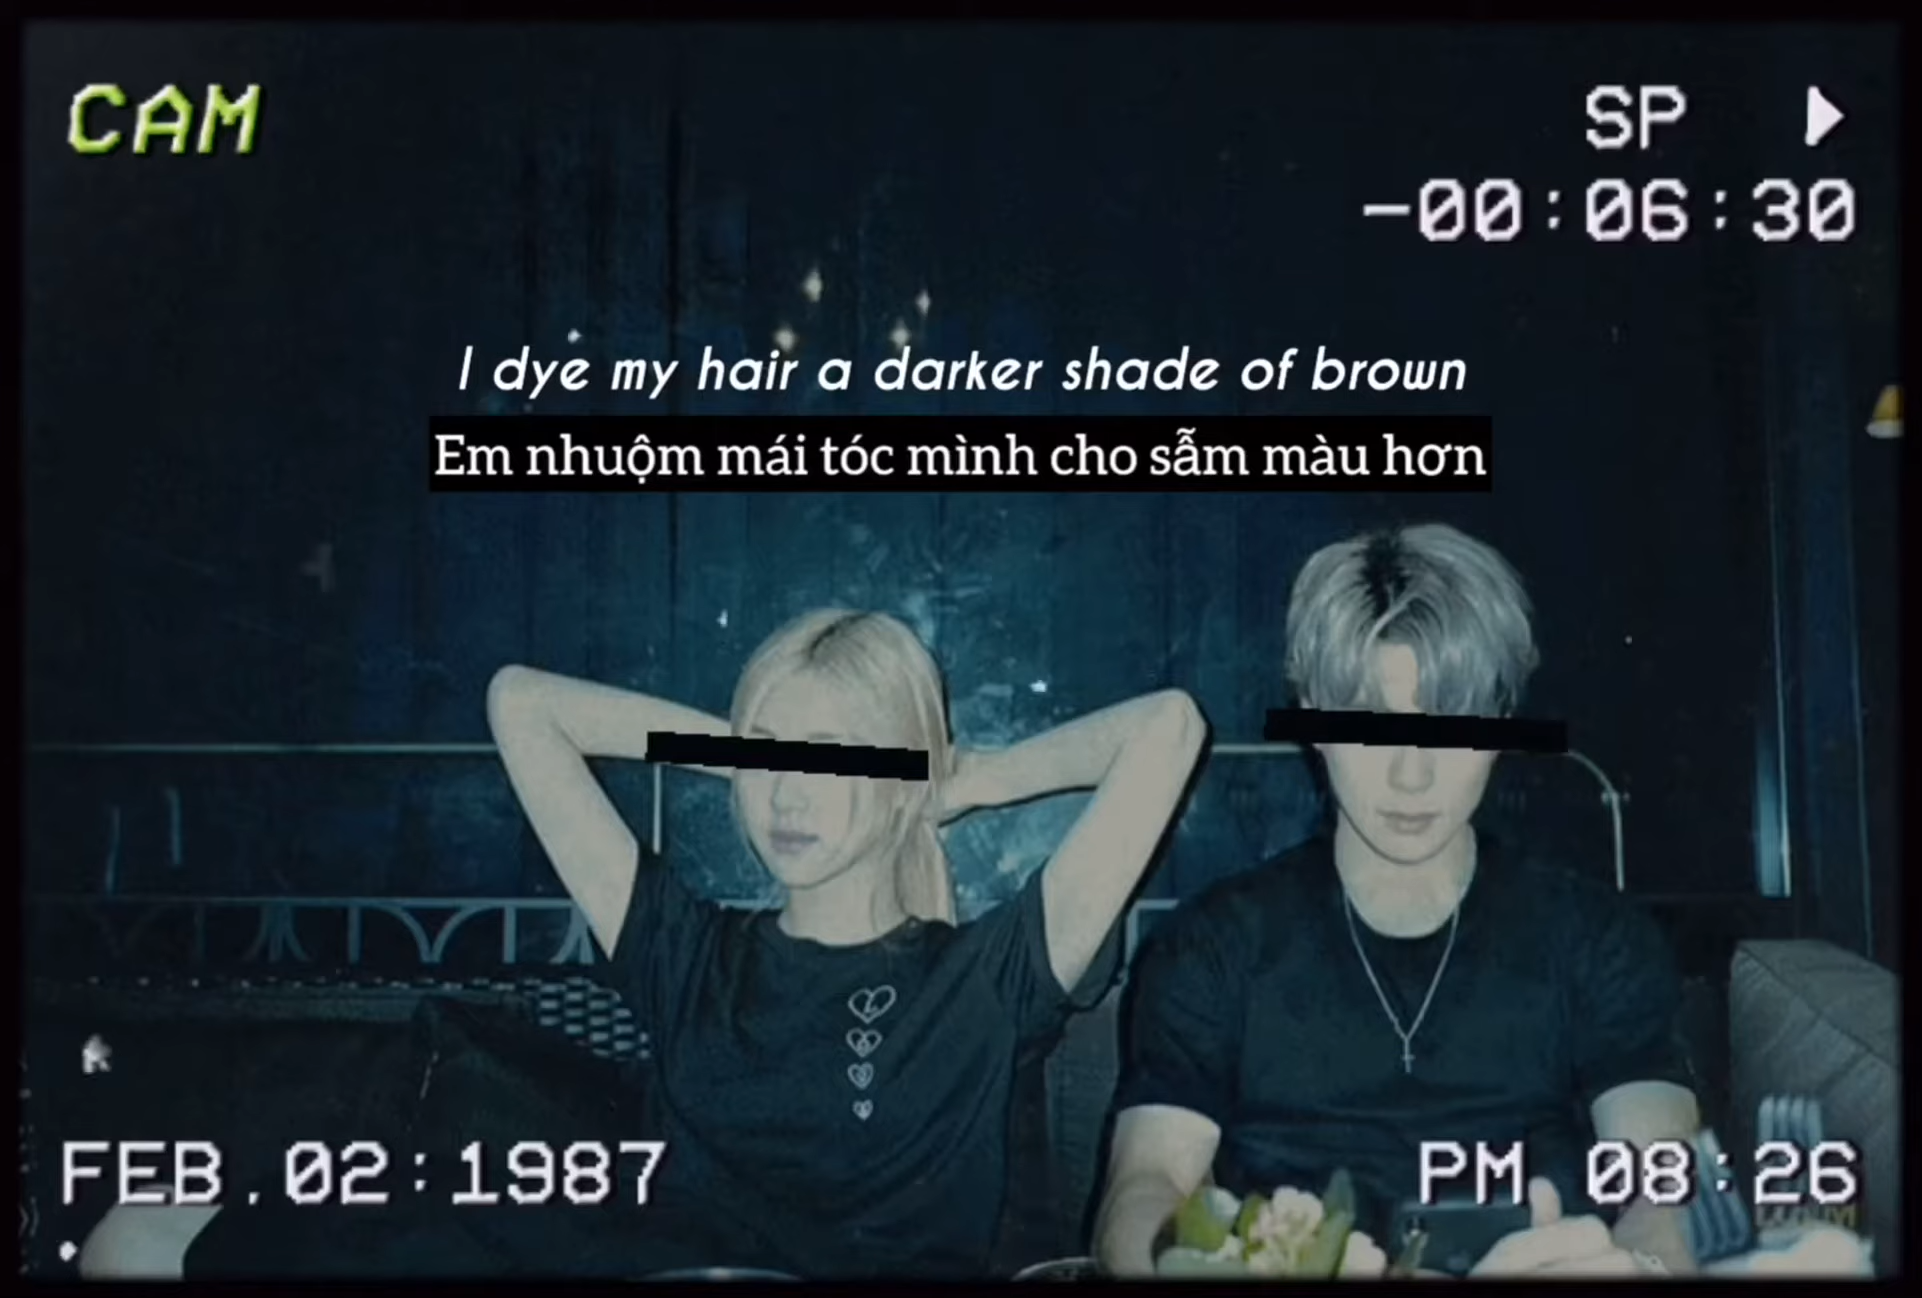 CAM
SP
-00:06:30
I dye my hair a darker shade of brown
Em nhuộm mái tóc mình cho sẫm màu hơn
FEB.02:1987
PM 08:26